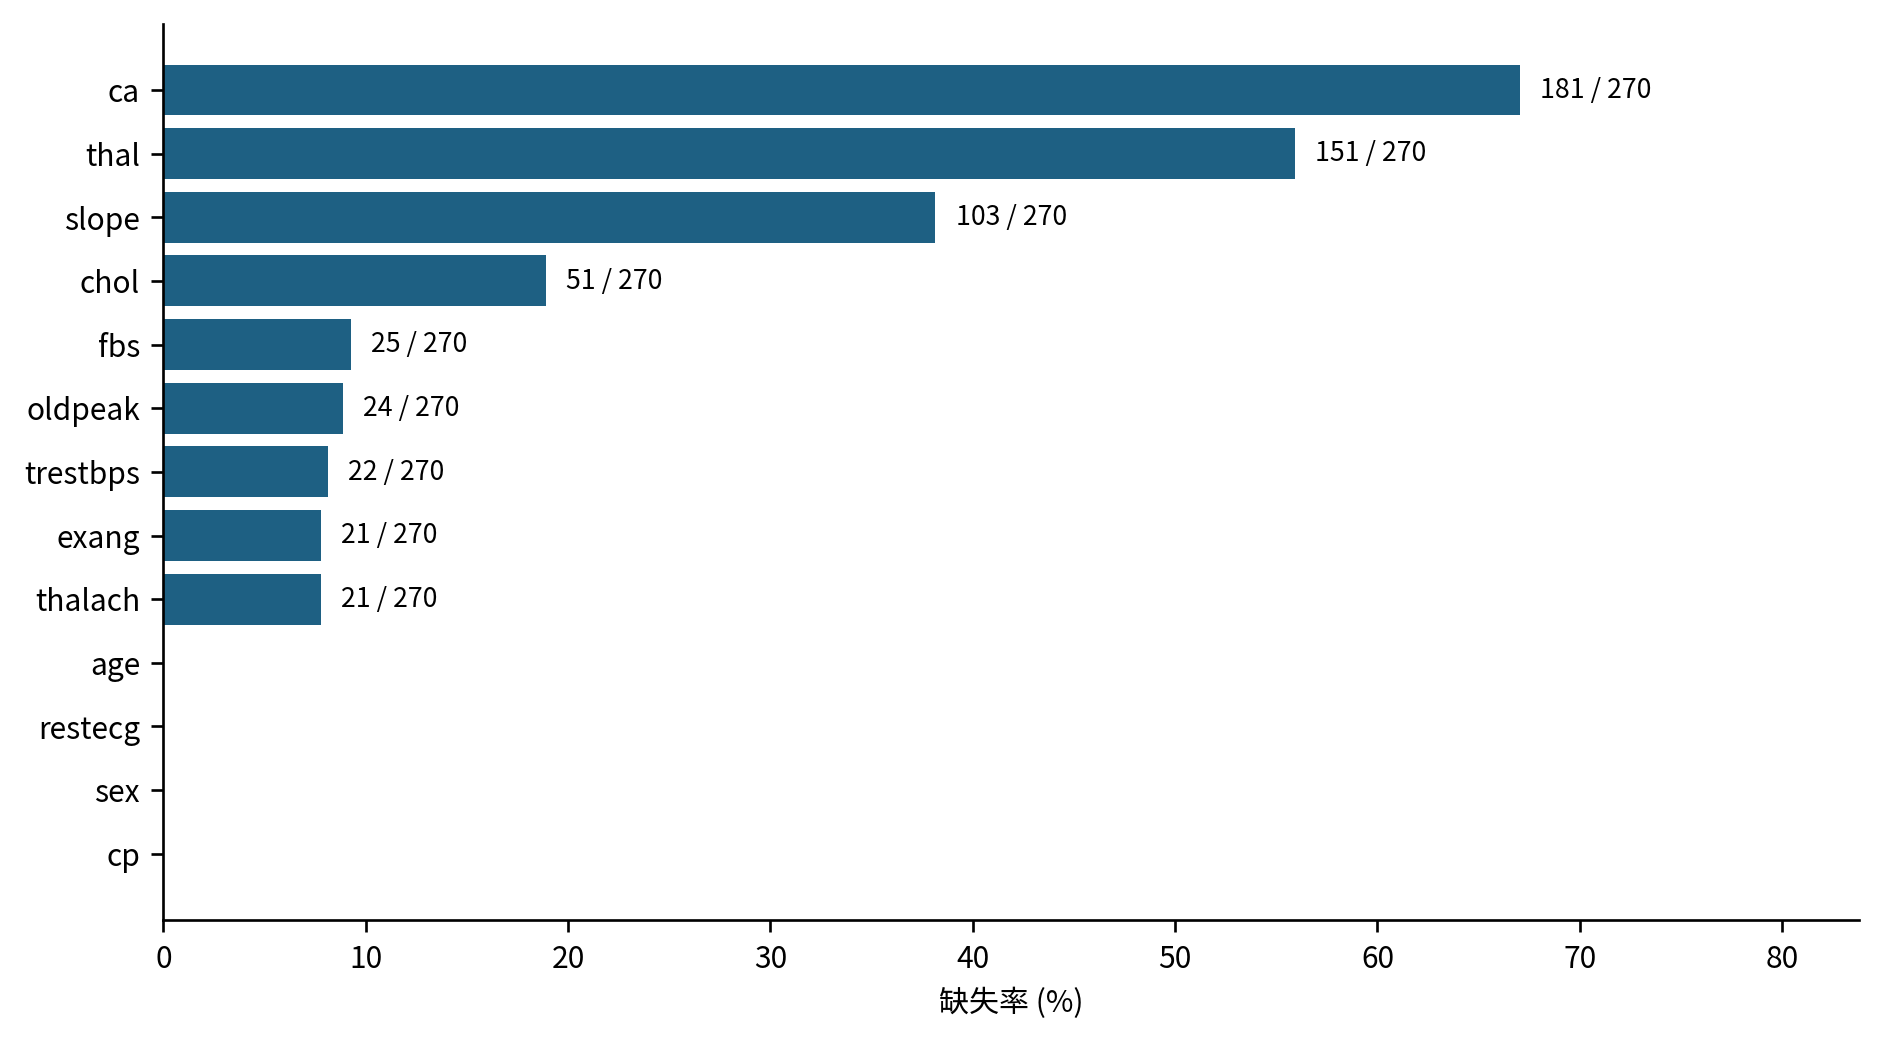 ca 181 / 270
thal 151 / 270
slope 103 / 270
chol 51 / 270
fbs 25 / 270
oldpeak 24 / 270
trestbps 22 / 270
exang 21 / 270
thalach 21 / 270
age
restecg
sex
cp
0 10 20 30 40 50 60 70 80
缺失率 (%)